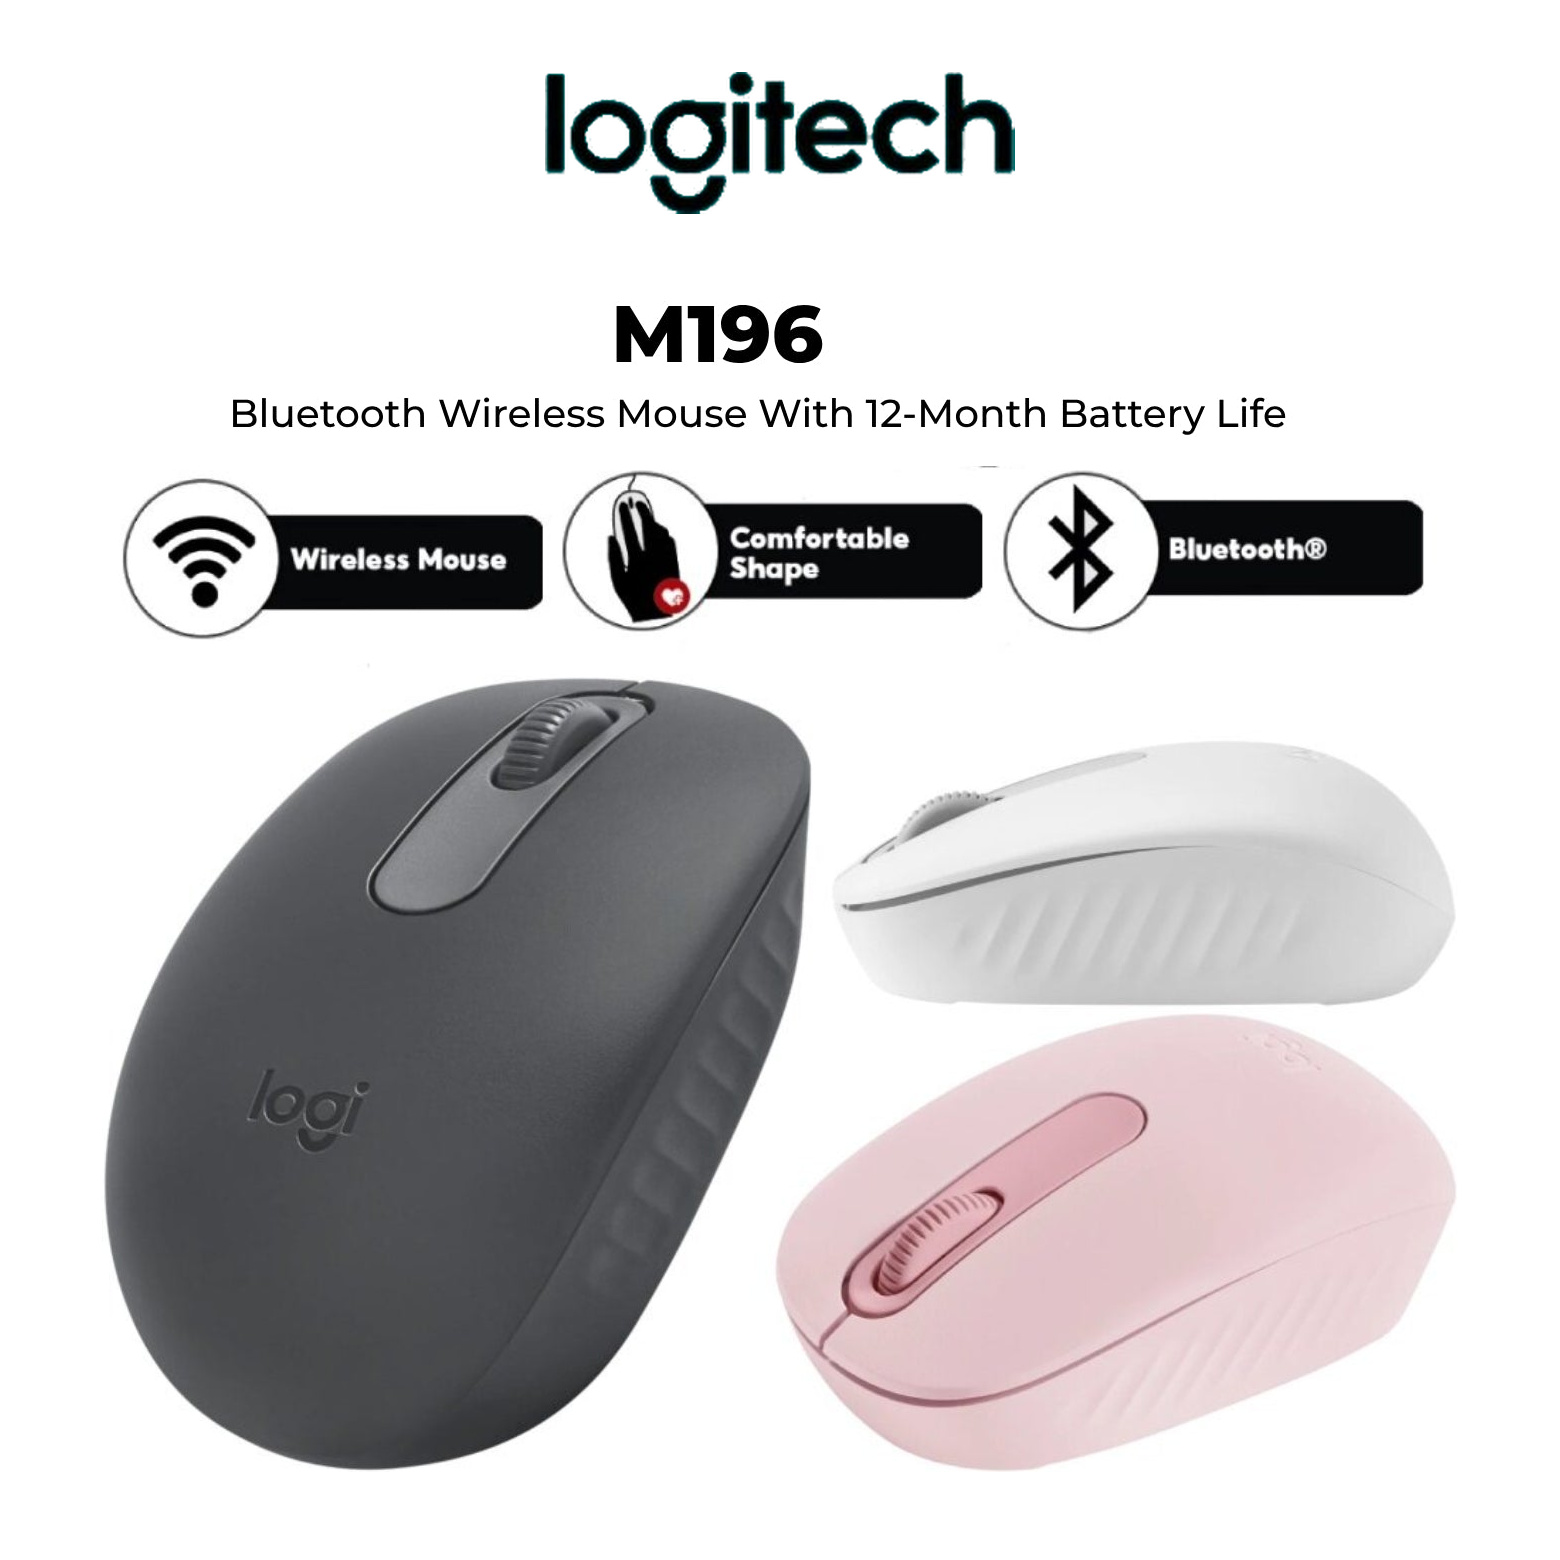 logitech
M196
Bluetooth Wireless Mouse With 12-Month Battery Life
Wireless Mouse
Comfortable
Shape
Bluetooth®
logi